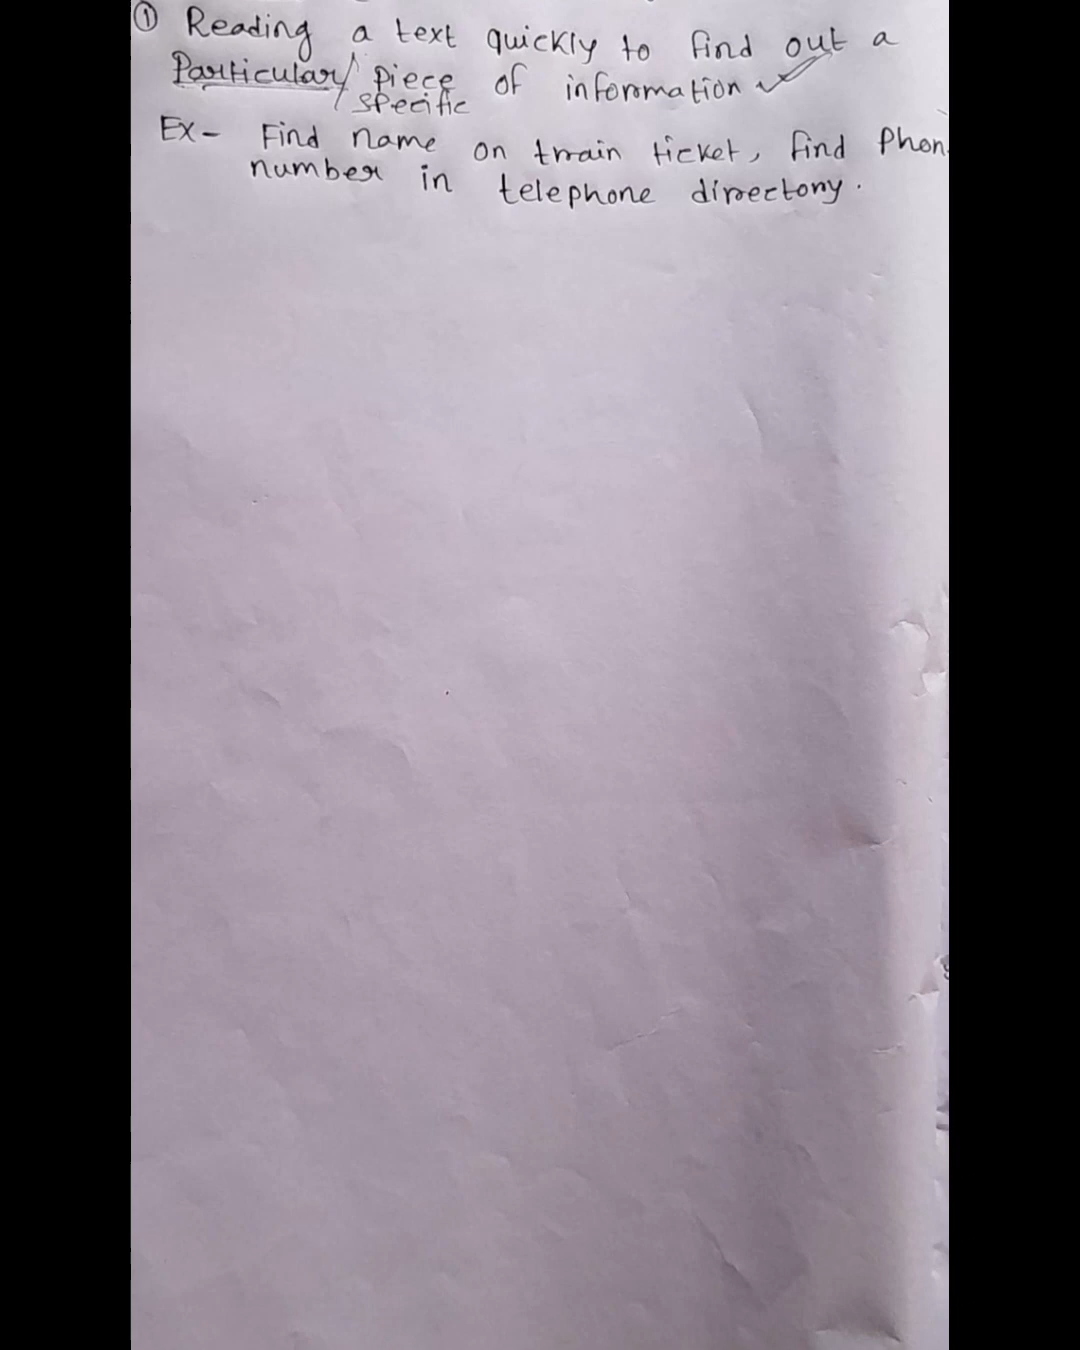 ① Reading a text quickly to find out a
Particular/ piece of information ✓
specific
Ex- Find name on train ticket, find Phon
number in telephone directory.